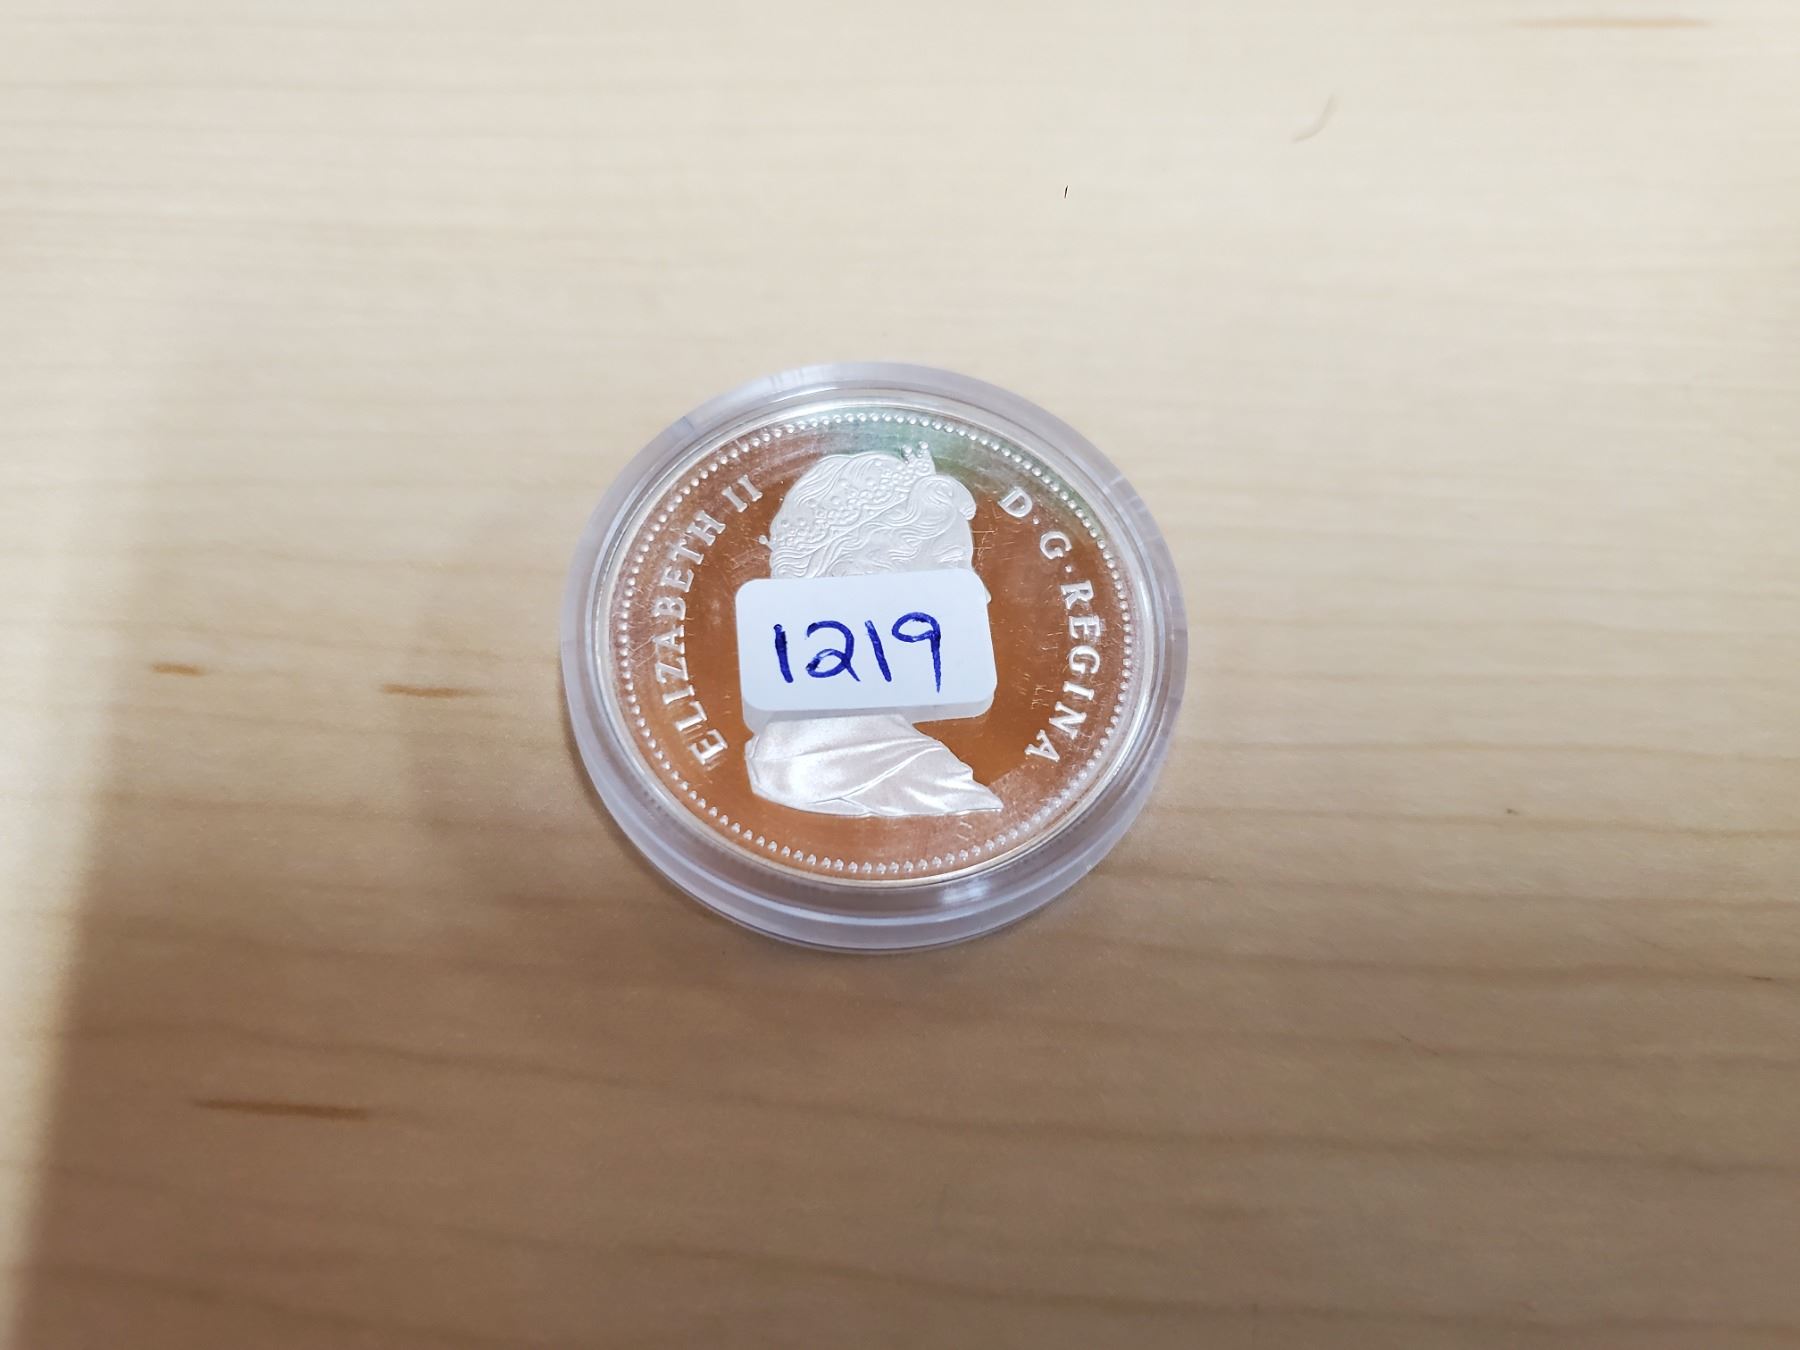 ELIZABETH II D·G·REGINA
1219